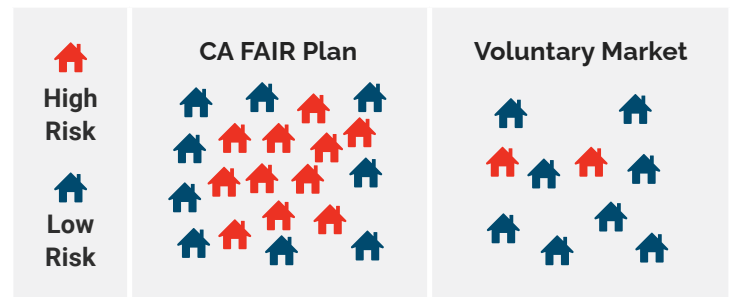 High
Risk
Low
Risk
CA FAIR Plan
Voluntary Market